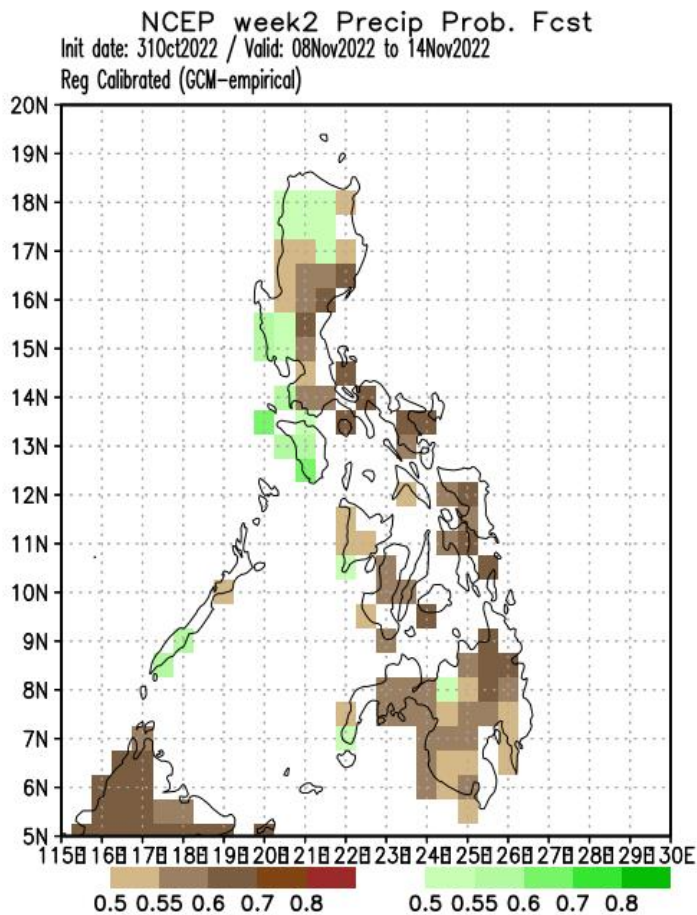 NCEP week2 Precip Prob. Fcst
Init date: 31Oct2022 / Valid: 08Nov2022 to 14Nov2022
Reg Calibrated (GCM-empirical)
20N
19N
18N
17N
16N
15N
14N
13N
12N
11N
10N
9N
8N
7N
6N
5N
115E 116E 117E 118E 119E 120E 121E 122E 123E 124E 125E 126E 127E 128E 129E 130E
0.5 0.55 0.6 0.7 0.8 0.5 0.55 0.6 0.7 0.8